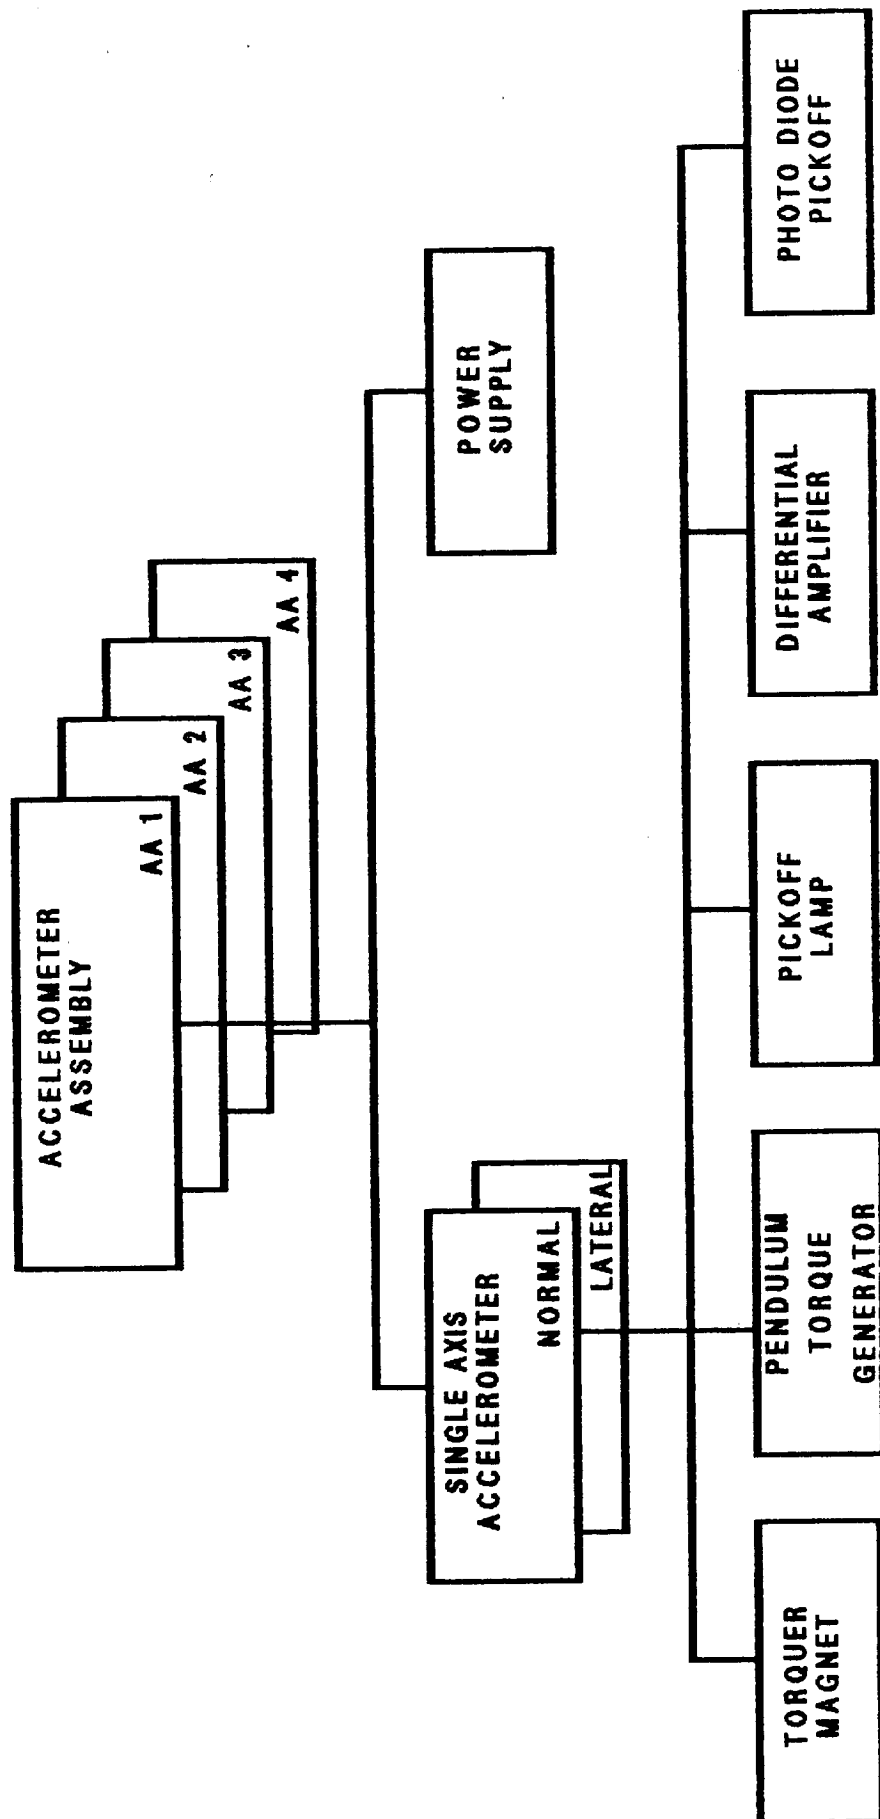 ACCELEROMETER
ASSEMBLY
AA 1
AA 2
AA 3
AA 4
SINGLE AXIS
ACCELEROMETER
NORMAL
LATERAL
POWER
SUPPLY
TORQUER
MAGNET
PENDULUM
TORQUE
GENERATOR
PICKOFF
LAMP
DIFFERENTIAL
AMPLIFIER
PHOTO DIODE
PICKOFF